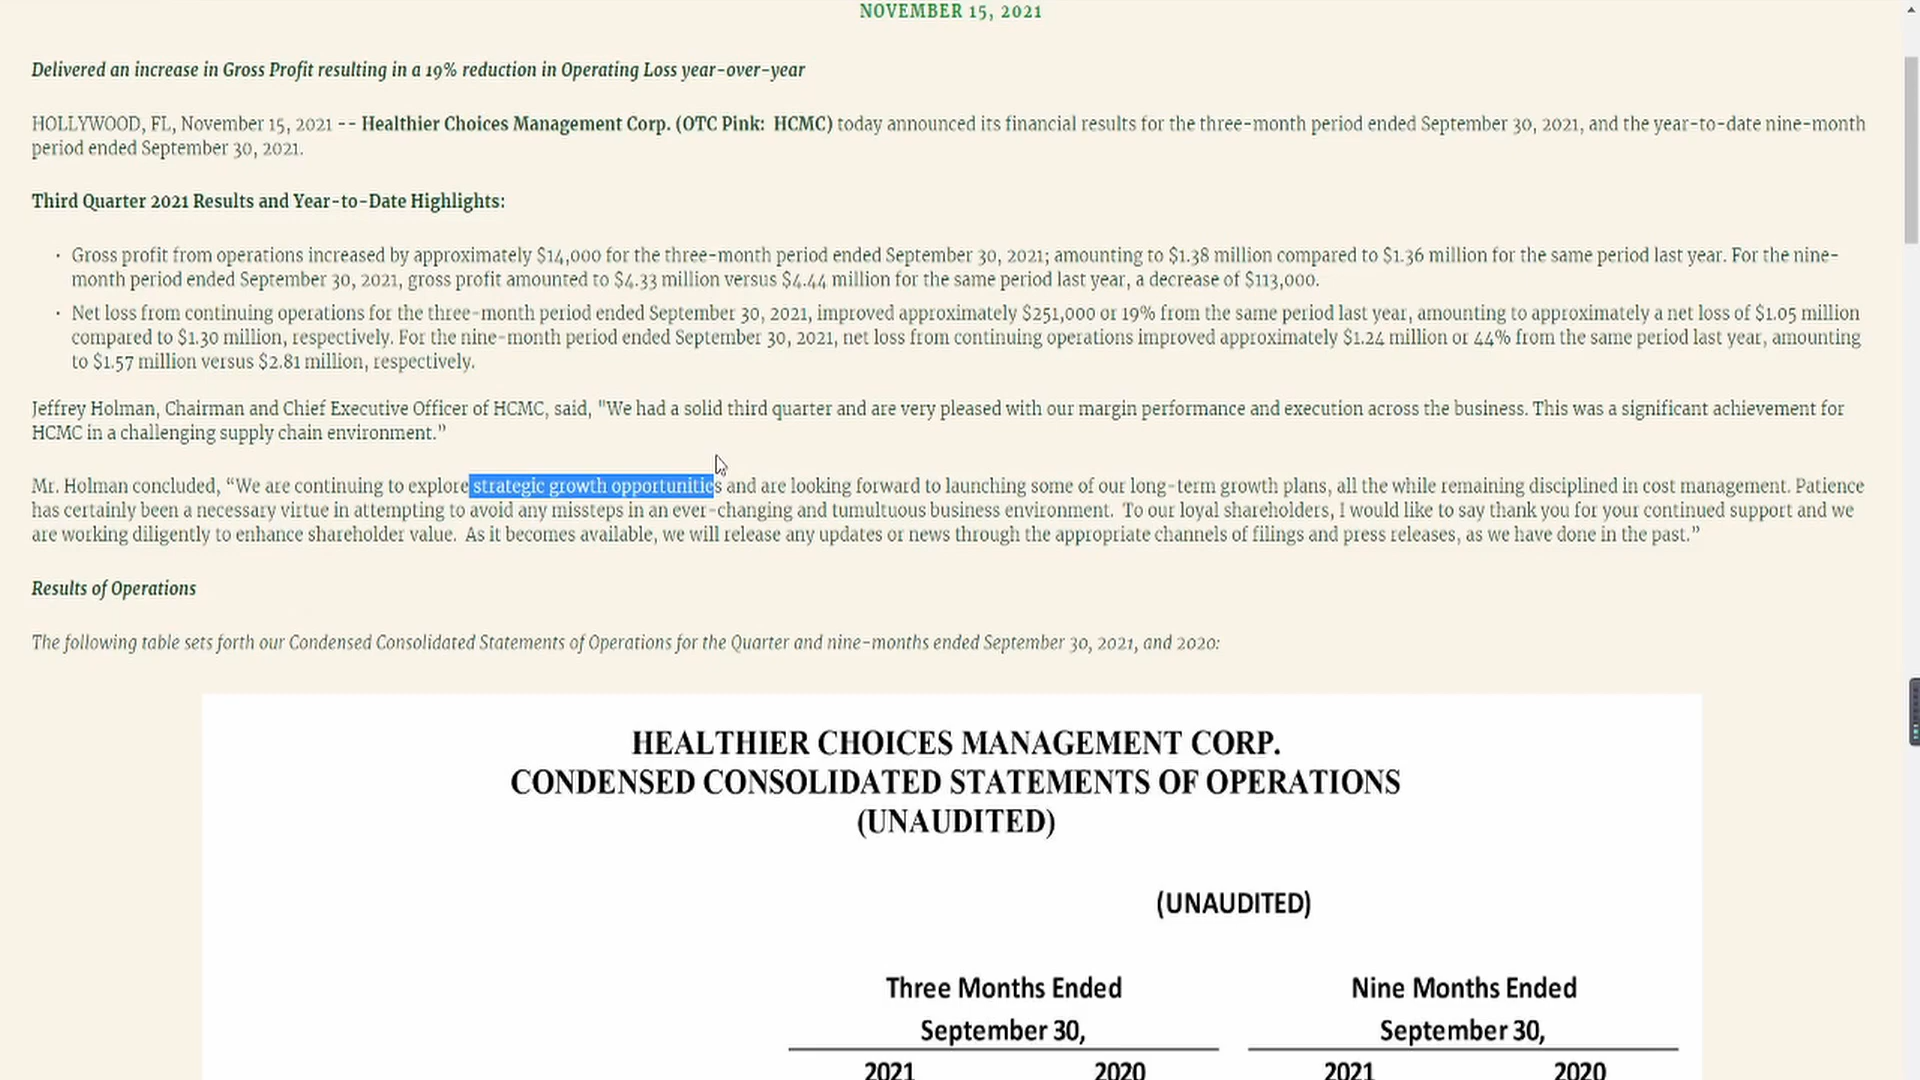 NOVEMBER 15, 2021
Delivered an increase in Gross Profit resulting in a 19% reduction in Operating Loss year-over-year
HOLLYWOOD, FL, November 15, 2021 -- Healthier Choices Management Corp. (OTC Pink:  HCMC) today announced its financial results for the three-month period ended September 30, 2021, and the year-to-date nine-month
period ended September 30, 2021.
Third Quarter 2021 Results and Year-to-Date Highlights:
• Gross profit from operations increased by approximately $14,000 for the three-month period ended September 30, 2021; amounting to $1.38 million compared to $1.36 million for the same period last year. For the nine-
month period ended September 30, 2021, gross profit amounted to $4.33 million versus $4.44 million for the same period last year, a decrease of $113,000.
• Net loss from continuing operations for the three-month period ended September 30, 2021, improved approximately $251,000 or 19% from the same period last year, amounting to approximately a net loss of $1.05 million
compared to $1.30 million, respectively. For the nine-month period ended September 30, 2021, net loss from continuing operations improved approximately $1.24 million or 44% from the same period last year, amounting
to $1.57 million versus $2.81 million, respectively.
Jeffrey Holman, Chairman and Chief Executive Officer of HCMC, said, "We had a solid third quarter and are very pleased with our margin performance and execution across the business. This was a significant achievement for
HCMC in a challenging supply chain environment.”
Mr. Holman concluded, “We are continuing to explore strategic growth opportunities and are looking forward to launching some of our long-term growth plans, all the while remaining disciplined in cost management. Patience
has certainly been a necessary virtue in attempting to avoid any missteps in an ever-changing and tumultuous business environment.  To our loyal shareholders, I would like to say thank you for your continued support and we
are working diligently to enhance shareholder value.  As it becomes available, we will release any updates or news through the appropriate channels of filings and press releases, as we have done in the past.”
Results of Operations
The following table sets forth our Condensed Consolidated Statements of Operations for the Quarter and nine-months ended September 30, 2021, and 2020:
HEALTHIER CHOICES MANAGEMENT CORP.
CONDENSED CONSOLIDATED STATEMENTS OF OPERATIONS
(UNAUDITED)
(UNAUDITED)
Three Months Ended Nine Months Ended
September 30, September 30,
2021 2020 2021 2020